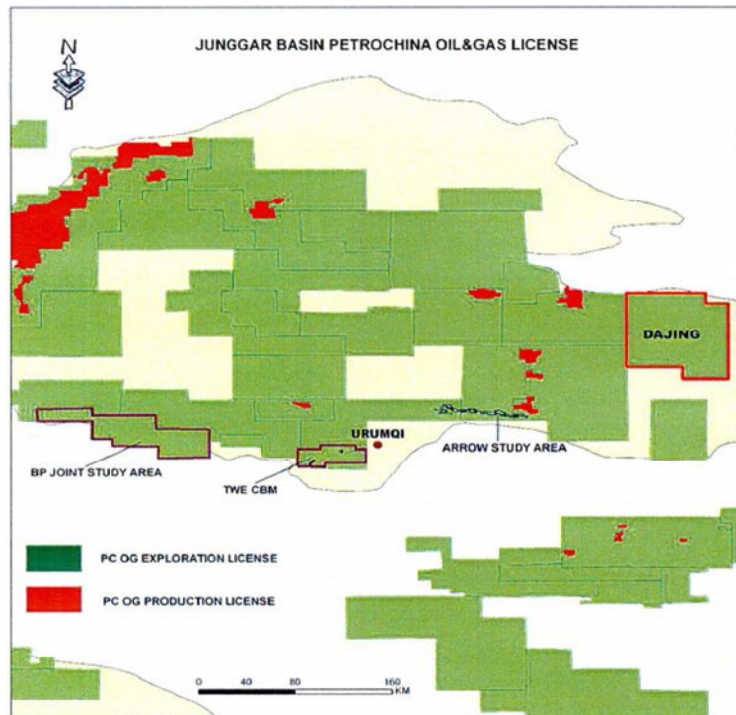 JUNGGAR BASIN PETROCHINA OIL&GAS LICENSE
N
DAJING
URUMQI
ARROW STUDY AREA
BP JOINT STUDY AREA
TWE CBM
PC OG EXPLORATION LICENSE
PC OG PRODUCTION LICENSE
0 40 80 160
KM